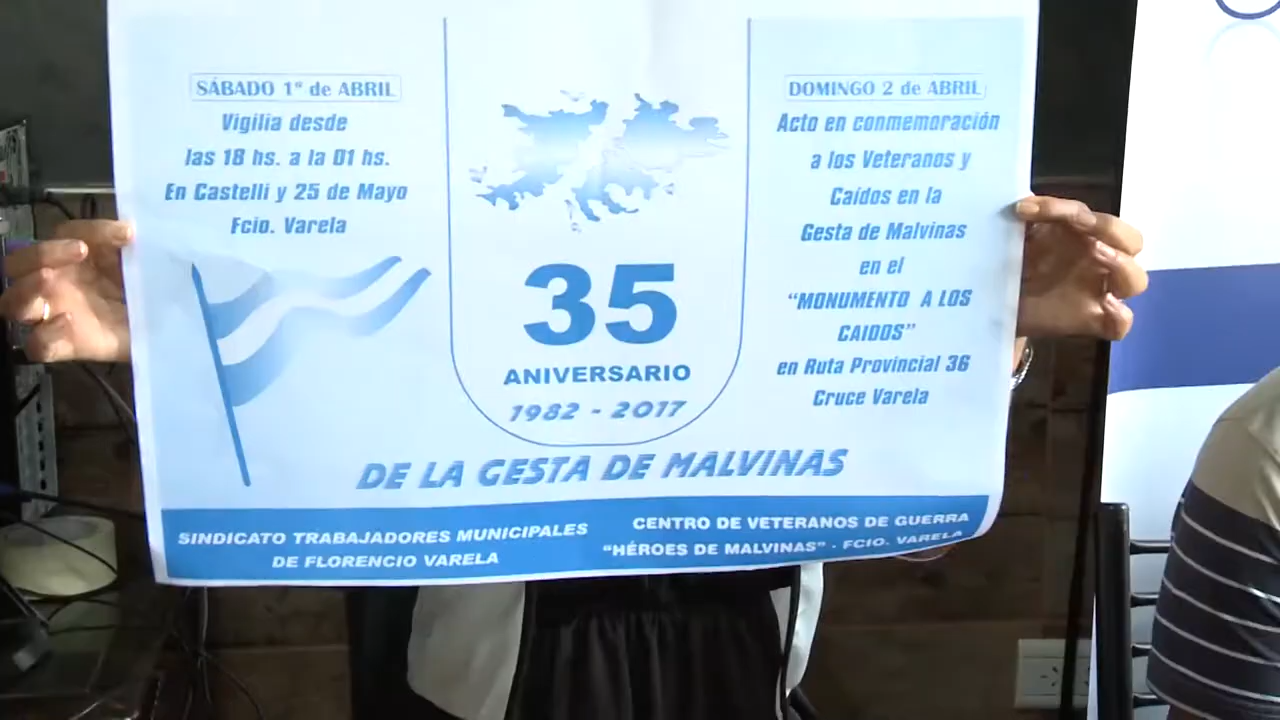 SÁBADO 1º de ABRIL
Vigilia desde
las 18 hs. a la 01 hs.
En Castelli y 25 de Mayo
Fcio. Varela
35
ANIVERSARIO
1982 - 2017
DOMINGO 2 de ABRIL
Acto en conmemoración
a los Veteranos y
Caídos en la
Gesta de Malvinas
en el
“MONUMENTO A LOS
CAIDOS”
en Ruta Provincial 36
Cruce Varela
DE LA GESTA DE MALVINAS
SINDICATO TRABAJADORES MUNICIPALES
DE FLORENCIO VARELA
CENTRO DE VETERANOS DE GUERRA
“HÉROES DE MALVINAS” - FCIO. VARELA